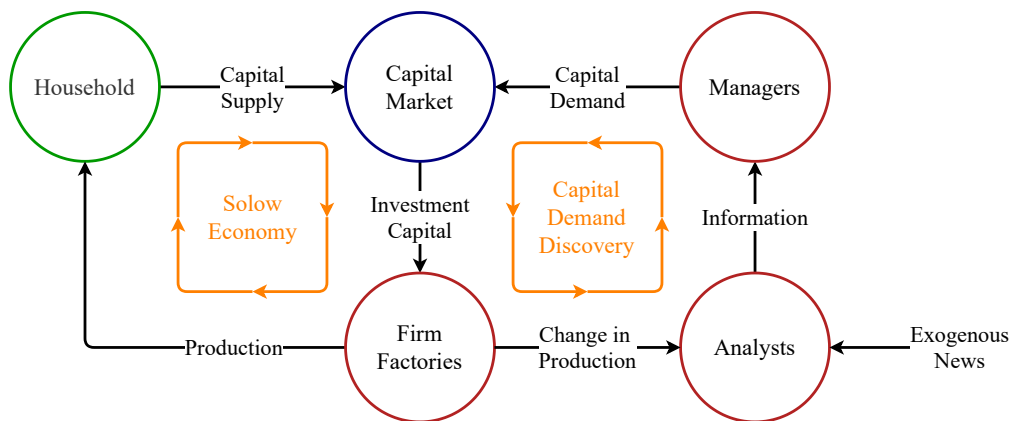 Household
Capital
Supply
Capital
Market
Capital
Demand
Managers
Solow
Economy
Investment
Capital
Capital
Demand
Discovery
Information
Production
Firm
Factories
Change in
Production
Analysts
Exogenous
News